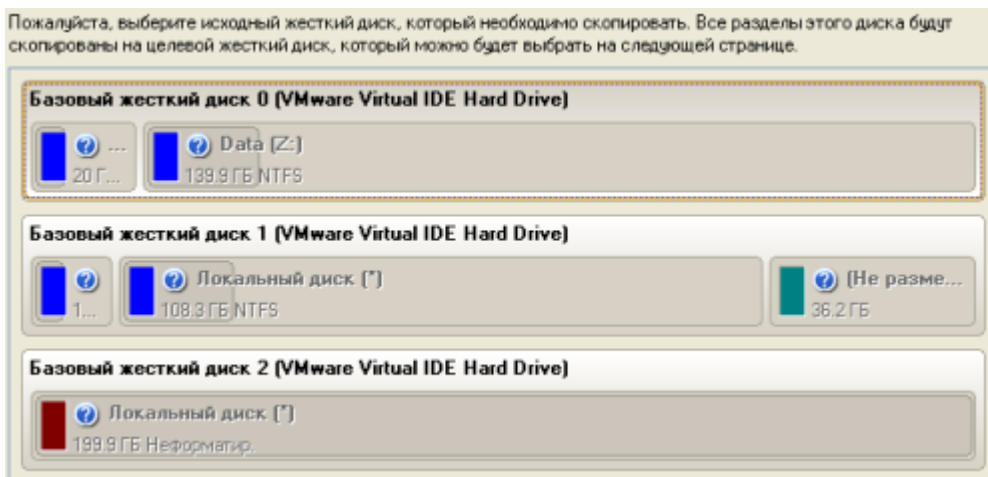 Пожалуйста, выберите исходный жесткий диск, который необходимо скопировать. Все разделы этого диска будут
скопированы на целевой жесткий диск, который можно будет выбрать на следующей странице.
Базовый жесткий диск 0 (VMware Virtual IDE Hard Drive)
... Data (Z:)
20 Г... 139.9 ГБ NTFS
Базовый жесткий диск 1 (VMware Virtual IDE Hard Drive)
Локальный диск (*) (Не разме...
1... 108.3 ГБ NTFS 36.2 ГБ
Базовый жесткий диск 2 (VMware Virtual IDE Hard Drive)
Локальный диск (*)
199.9 ГБ Неформатир.